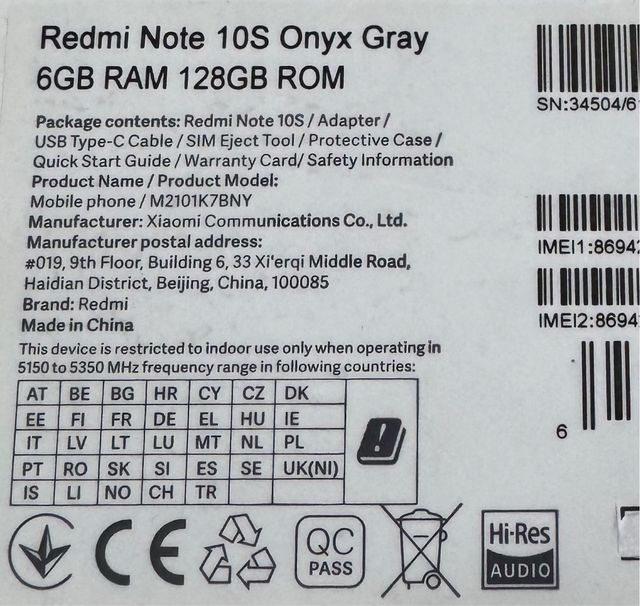 Redmi Note 10S Onyx Gray
6GB RAM 128GB ROM
Package contents: Redmi Note 10S / Adapter /
USB Type-C Cable / SIM Eject Tool / Protective Case /
Quick Start Guide / Warranty Card/ Safety Information
Product Name / Product Model:
Mobile phone / M2101K7BNY
Manufacturer: Xiaomi Communications Co., Ltd.
Manufacturer postal address:
#019, 9th Floor, Building 6, 33 Xi'erqi Middle Road,
Haidian District, Beijing, China, 100085
Brand: Redmi
Made in China
This device is restricted to indoor use only when operating in
5150 to 5350 MHz frequency range in following countries:
AT BE BG HR CY CZ DK
EE FI FR DE EL HU IE
IT LV LT LU MT NL PL
PT RO SK SI ES SE UK(NI)
IS LI NO CH TR
SN:34504/6
IMEI1:8694
IMEI2:8694
6
CE
QC
PASS
Hi-Res
AUDIO